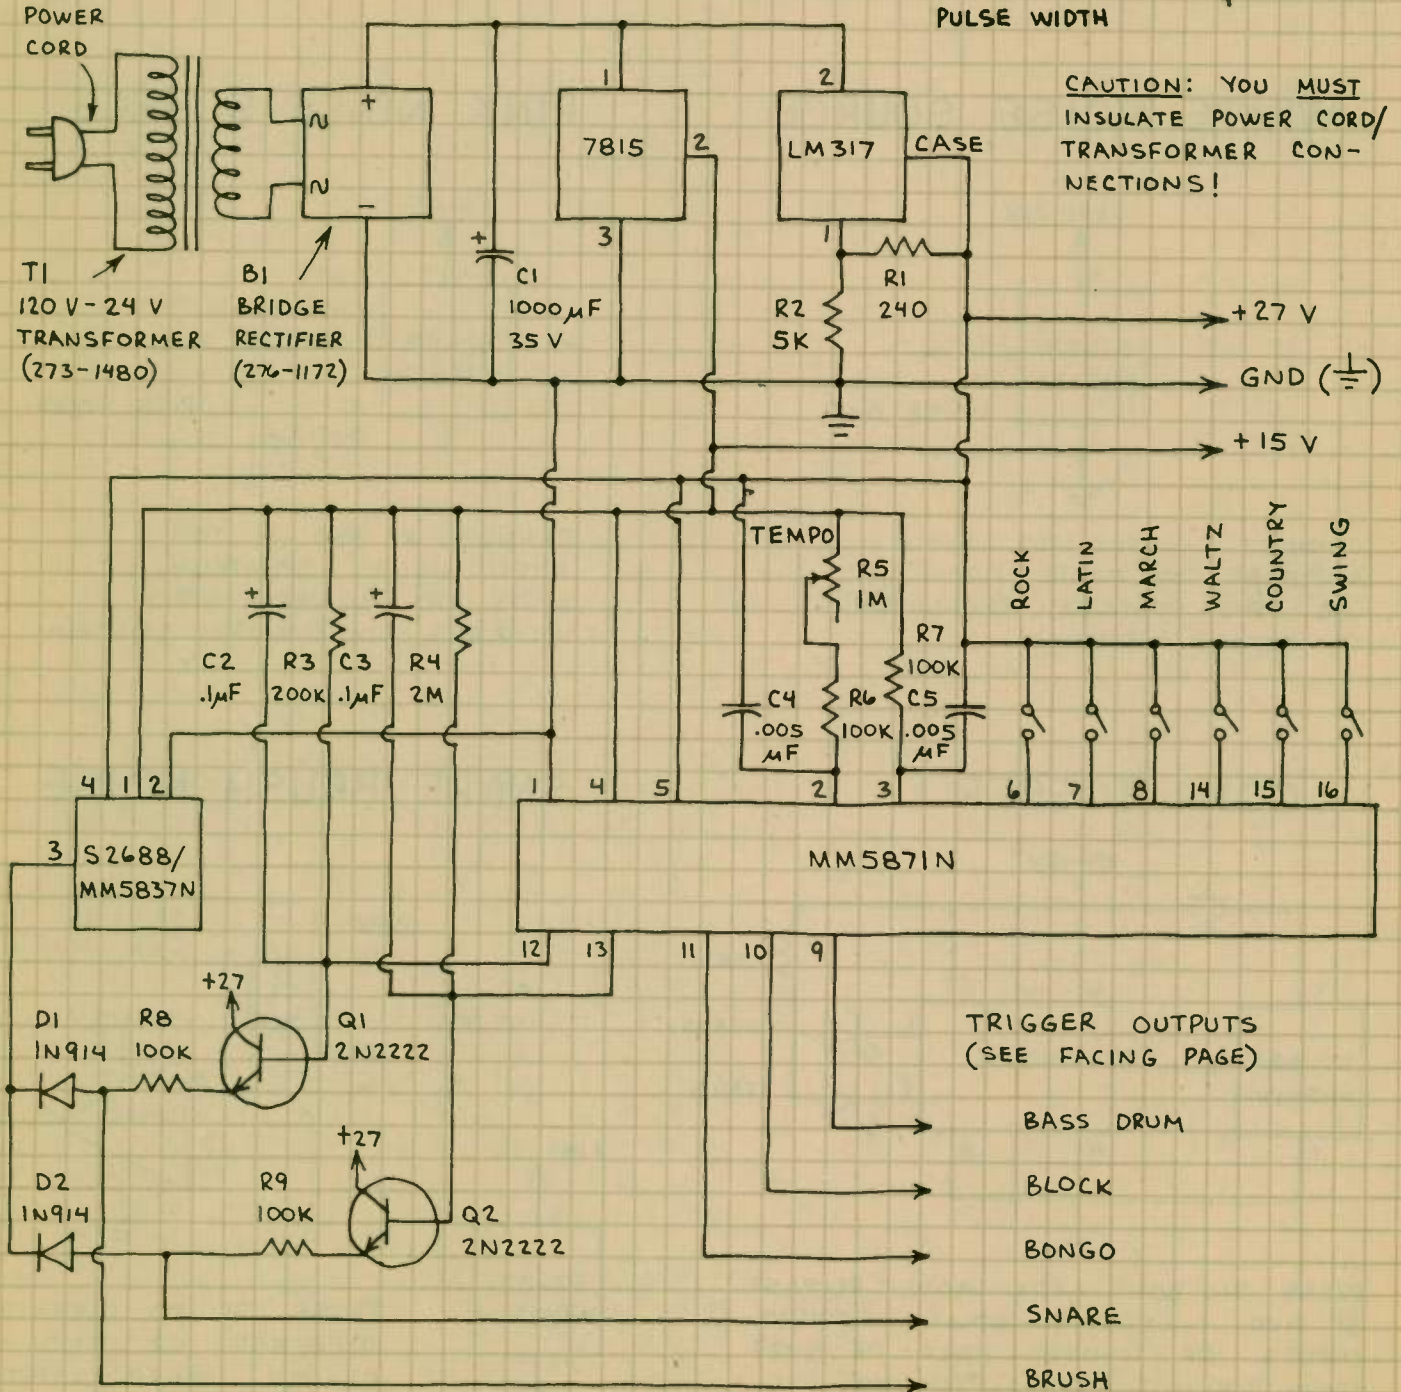 POWER
CORD
PULSE WIDTH
CAUTION: YOU MUST
INSULATE POWER CORD/
TRANSFORMER CON-
NECTIONS!
+
~
~
−
1
7815
2
3
2
LM317
CASE
1
T1
120 V - 24 V
TRANSFORMER
(273-1480)
B1
BRIDGE
RECTIFIER
(276-1172)
+
C1
1000 µF
35 V
R1
240
R2
5K
+27 V
GND (⏚)
+15 V
TEMPO
R5
1M
ROCK
LATIN
MARCH
WALTZ
COUNTRY
SWING
+
C2
.1µF
R3
200K
+
C3
.1µF
R4
2M
C4
.005
µF
R6
100K
R7
100K
C5
.005
µF
4 1 2
3
S2688/
MM5837N
1 4 5 2 3 6 7 8 14 15 16
MM5871N
12 13 11 10 9
+27
D1
1N914
R8
100K
Q1
2N2222
+27
D2
1N914
R9
100K
Q2
2N2222
TRIGGER OUTPUTS
(SEE FACING PAGE)
BASS DRUM
BLOCK
BONGO
SNARE
BRUSH